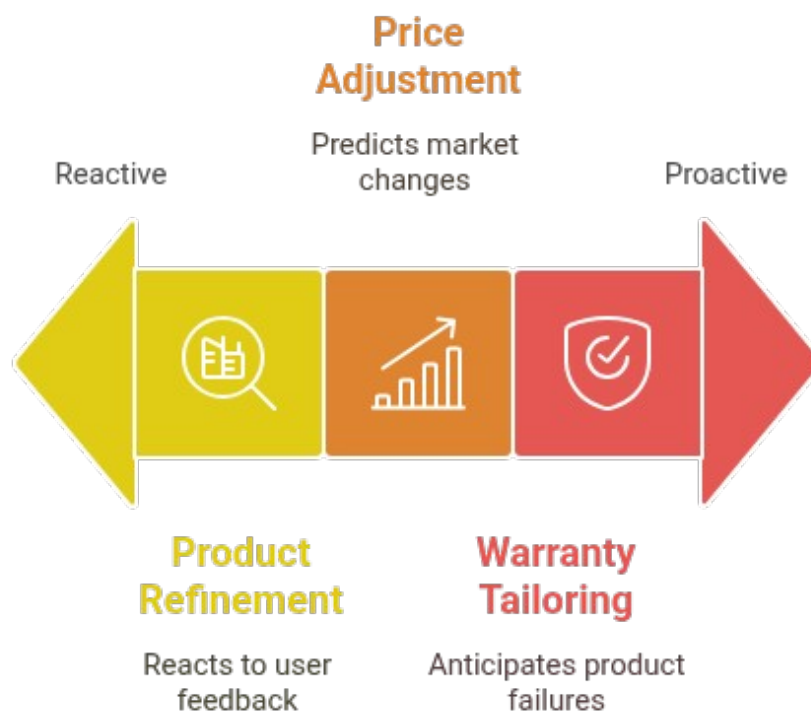 Price
Adjustment
Predicts market
changes
Reactive
Proactive
Product
Refinement
Reacts to user
feedback
Warranty
Tailoring
Anticipates product
failures